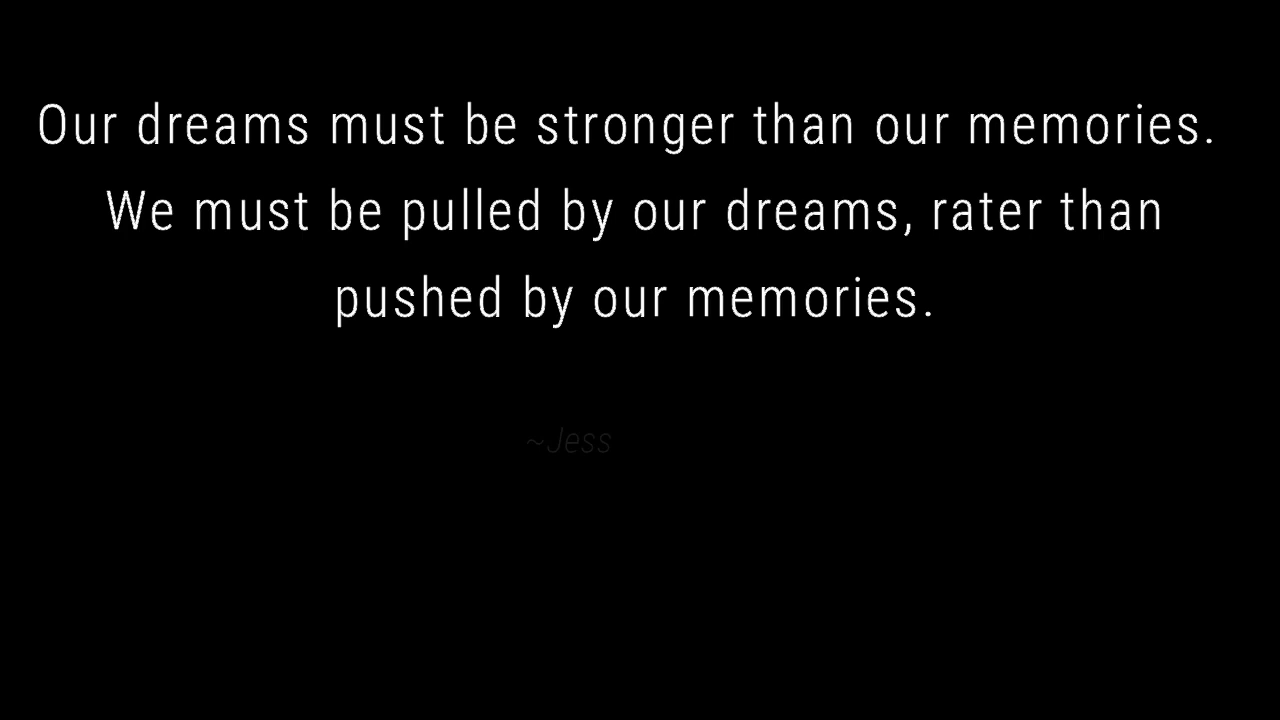 Our dreams must be stronger than our memories.
We must be pulled by our dreams, rater than
pushed by our memories.
~Jess